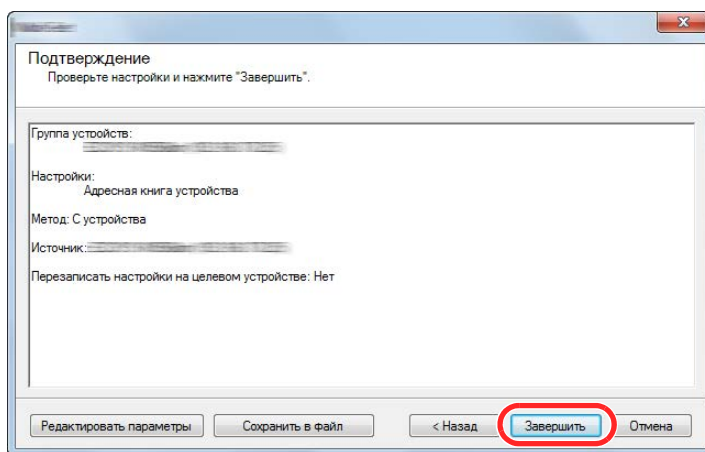 Подтверждение
Проверьте настройки и нажмите "Завершить".
Группа устройств:
Настройки:
Адресная книга устройства
Метод: С устройства
Источник:
Перезаписать настройки на целевом устройстве: Нет
Редактировать параметры Сохранить в файл < Назад Завершить Отмена